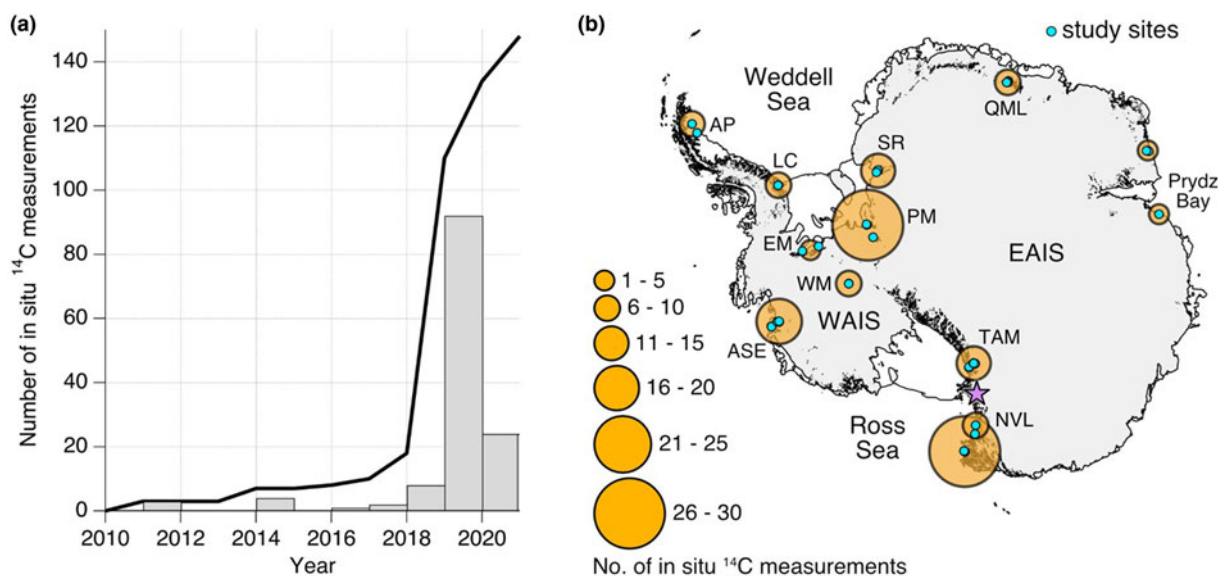 (a)
Number of in situ ¹⁴C measurements
140
120
100
80
60
40
20
0
2010
2012
2014
2016
2018
2020
Year
(b)
study sites
Weddell
Sea
QML
AP
SR
LC
Prydz
Bay
PM
EM
EAIS
WM
WAIS
ASE
TAM
Ross
Sea
NVL
1 - 5
6 - 10
11 - 15
16 - 20
21 - 25
26 - 30
No. of in situ ¹⁴C measurements